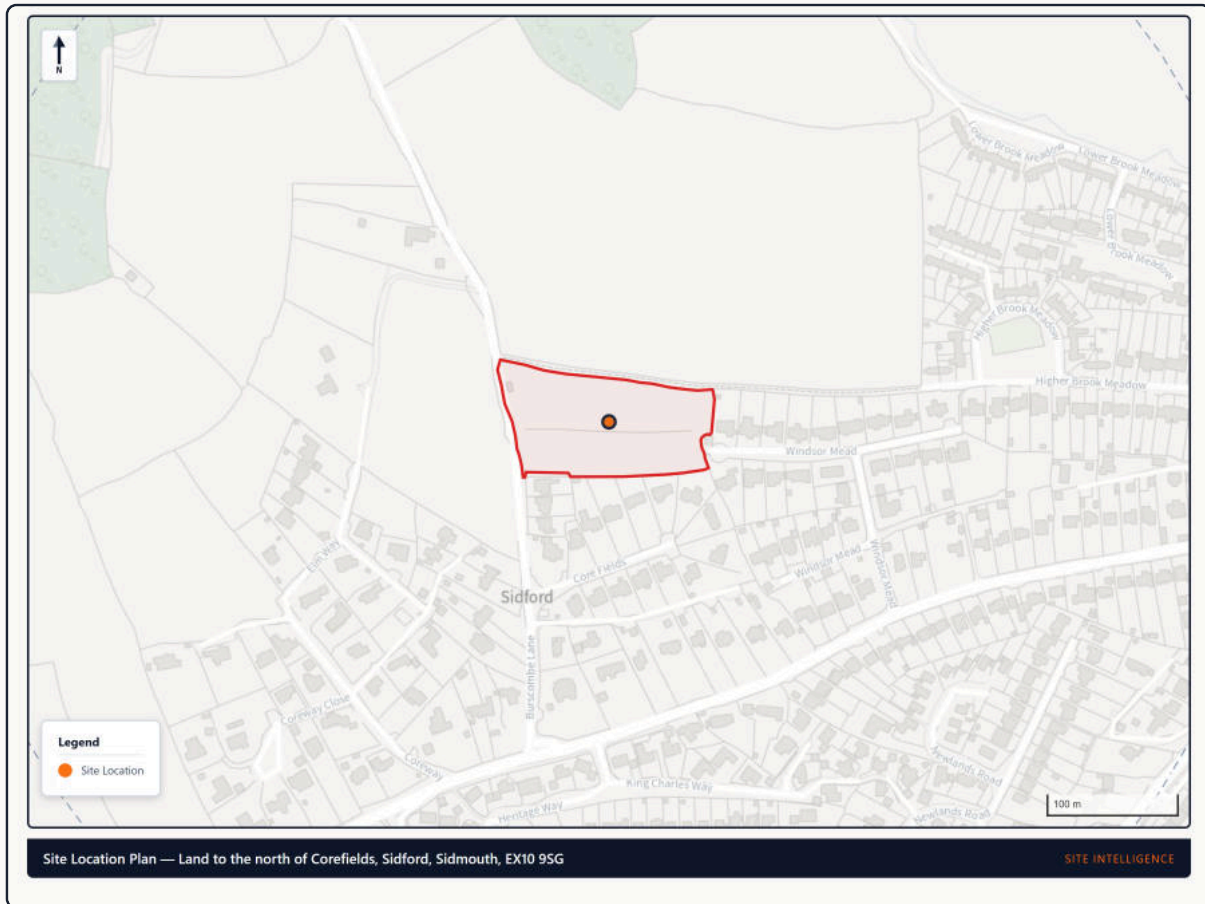 N
Lower Brook Meadow
Lower Brook Meadow
Lower Brook Meadow
Higher Brook Meadow
Higher Brook Meadow
Windsor Mead
Elm Way
Core Fields
Windsor Mead
Windsor Mead
Sidford
Burscombe Lane
Coreway Close
Coreway
King Charles Way
Heritage Way
Newlands Road
Newlands Road
Legend
Site Location
100 m
Site Location Plan — Land to the north of Corefields, Sidford, Sidmouth, EX10 9SG
SITE INTELLIGENCE